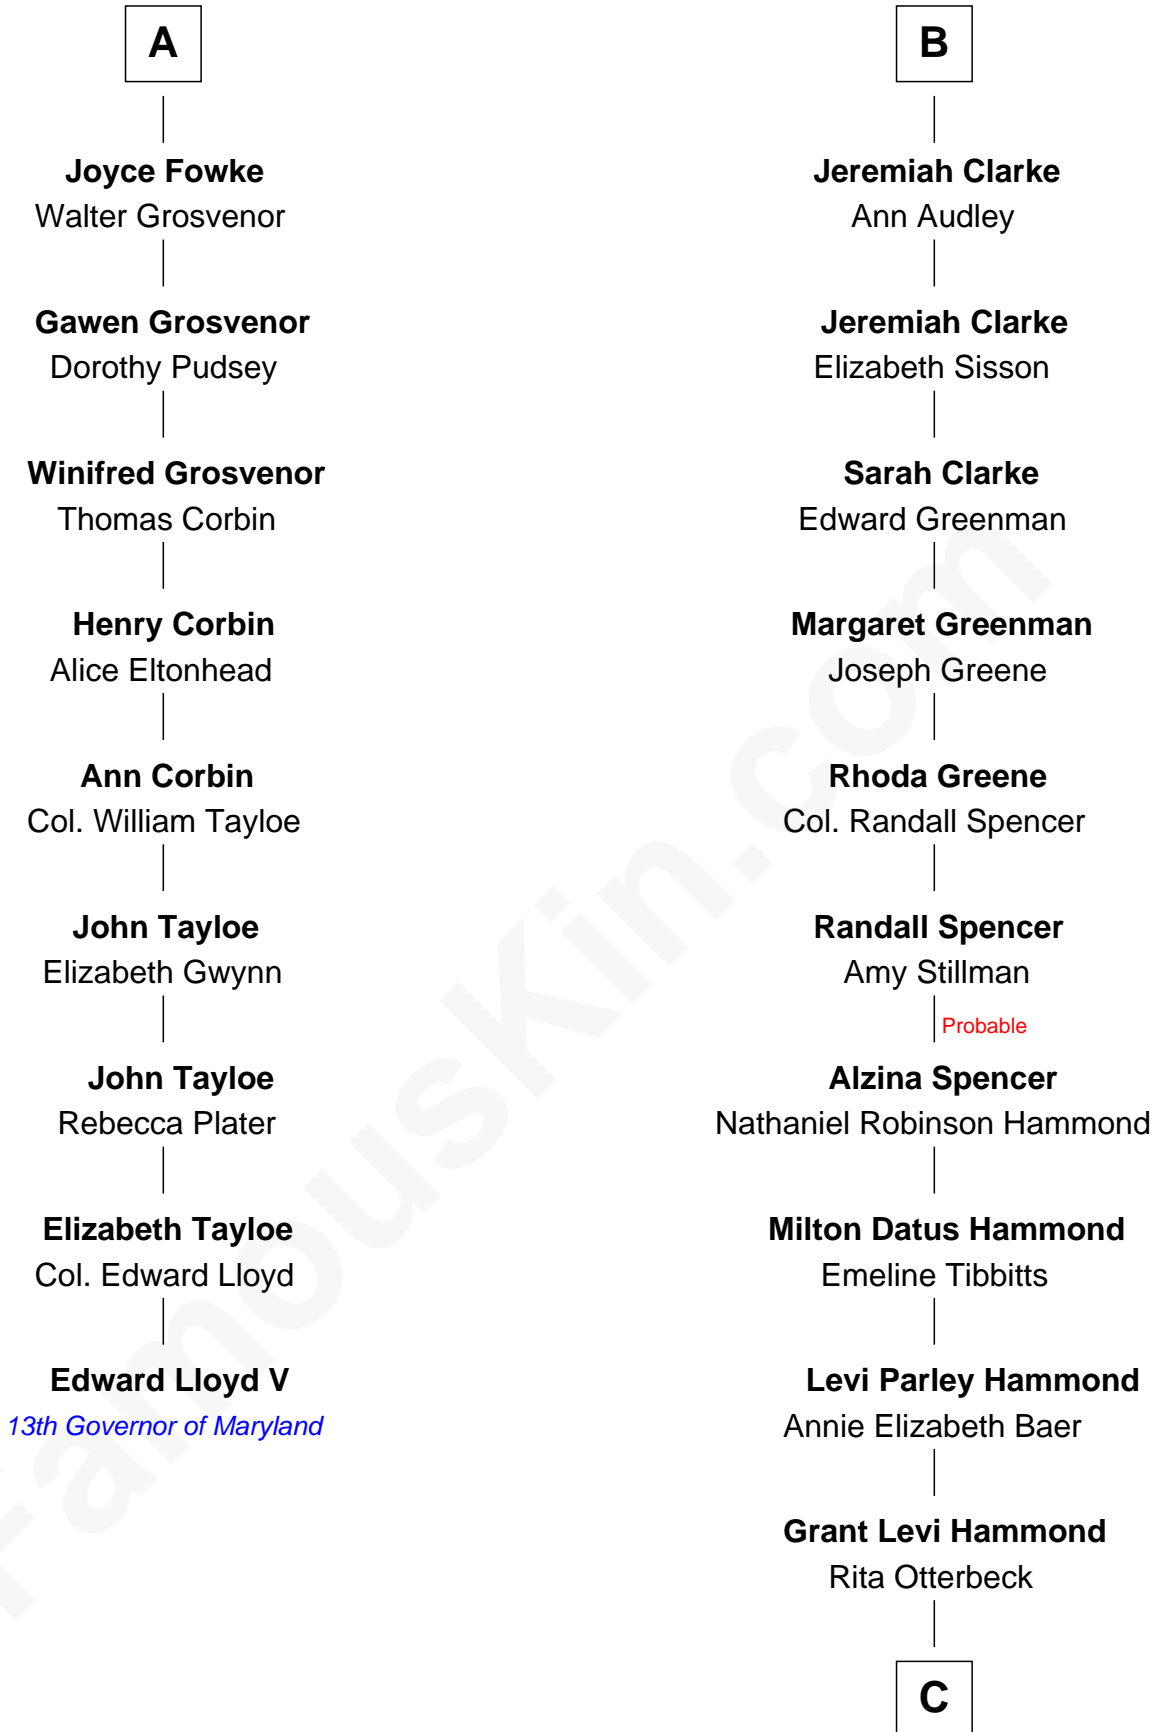 A
Joyce Fowke
Walter Grosvenor
Gawen Grosvenor
Dorothy Pudsey
Winifred Grosvenor
Thomas Corbin
Henry Corbin
Alice Eltonhead
Ann Corbin
Col. William Tayloe
John Tayloe
Elizabeth Gwynn
John Tayloe
Rebecca Plater
Elizabeth Tayloe
Col. Edward Lloyd
Edward Lloyd V
13th Governor of Maryland
B
Jeremiah Clarke
Ann Audley
Jeremiah Clarke
Elizabeth Sisson
Sarah Clarke
Edward Greenman
Margaret Greenman
Joseph Greene
Rhoda Greene
Col. Randall Spencer
Randall Spencer
Amy Stillman
Probable
Alzina Spencer
Nathaniel Robinson Hammond
Milton Datus Hammond
Emeline Tibbitts
Levi Parley Hammond
Annie Elizabeth Baer
Grant Levi Hammond
Rita Otterbeck
C
FamousKin.com